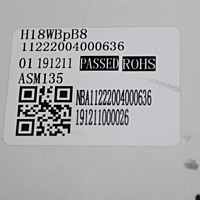 H18WBpB8
11222004000636
01 191211 PASSED ROHS
ASM135
NBA11222004000636
191211000026